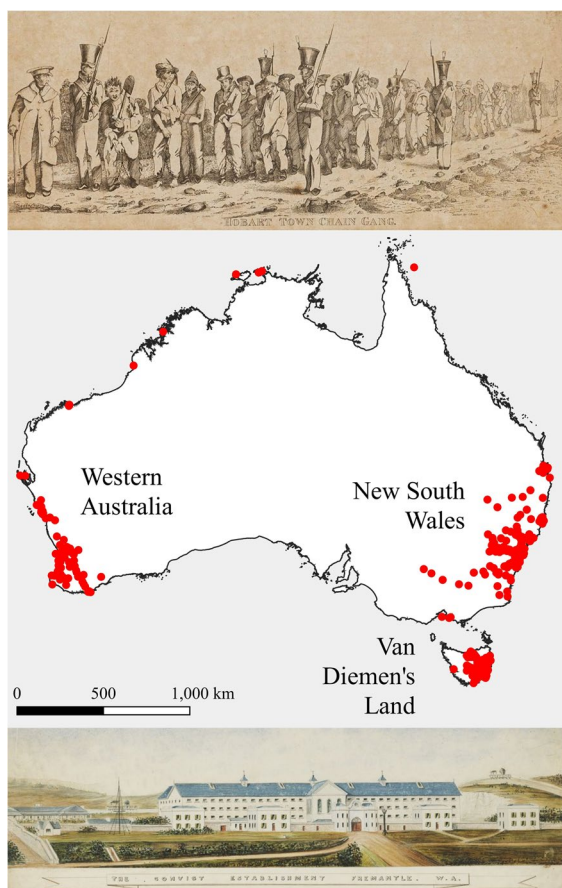 HOBART TOWN CHAIN GANG.
Western
Australia
New South
Wales
Van
Diemen's
Land
0 500 1,000 km
THE CONVICT ESTABLISHMENT FREMANTLE, W.A.